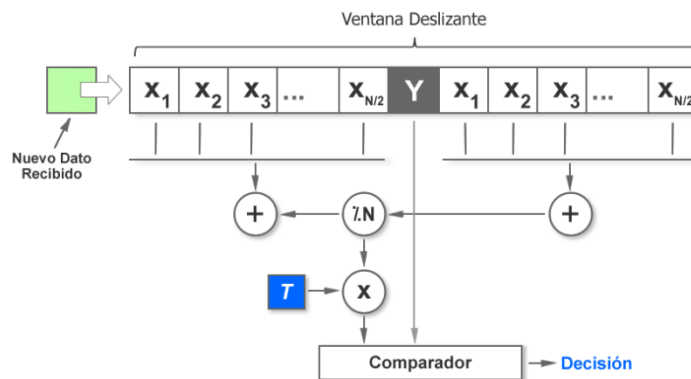 Ventana Deslizante
X1 X2 X3 ... XN/2 Y X1 X2 X3 ... XN/2
Nuevo Dato
Recibido
+ ٪N +
T x
Comparador Decisión